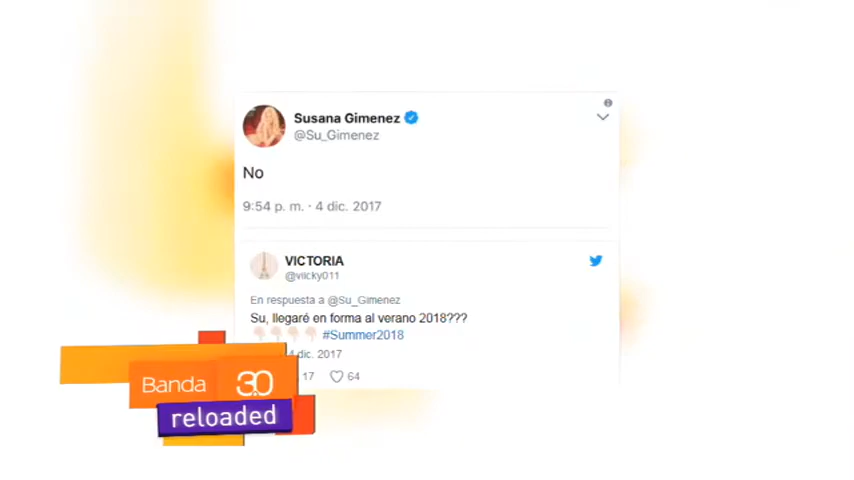 Susana Gimenez
@Su_Gimenez
No
9:54 p. m. · 4 dic. 2017
VICTORIA
@viicky011
En respuesta a @Su_Gimenez
Su, llegaré en forma al verano 2018???
#Summer2018
4 dic. 2017
17 64
Banda 3.0
reloaded